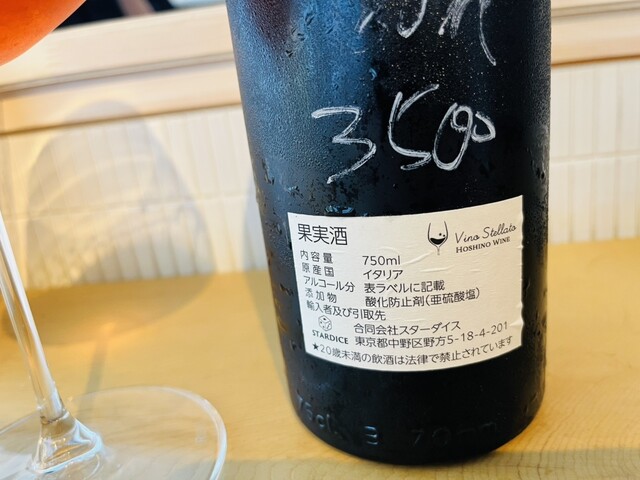 3500
果実酒
Vino Stellato
HOSHINO WINE
内容量 750ml
原産国 イタリア
アルコール分 表ラベルに記載
添加物 酸化防止剤(亜硫酸塩)
輸入者及び引取先
合同会社スターダイス
STARDICE 東京都中野区野方5-18-4-201
★20歳未満の飲酒は法律で禁止されています
75cl